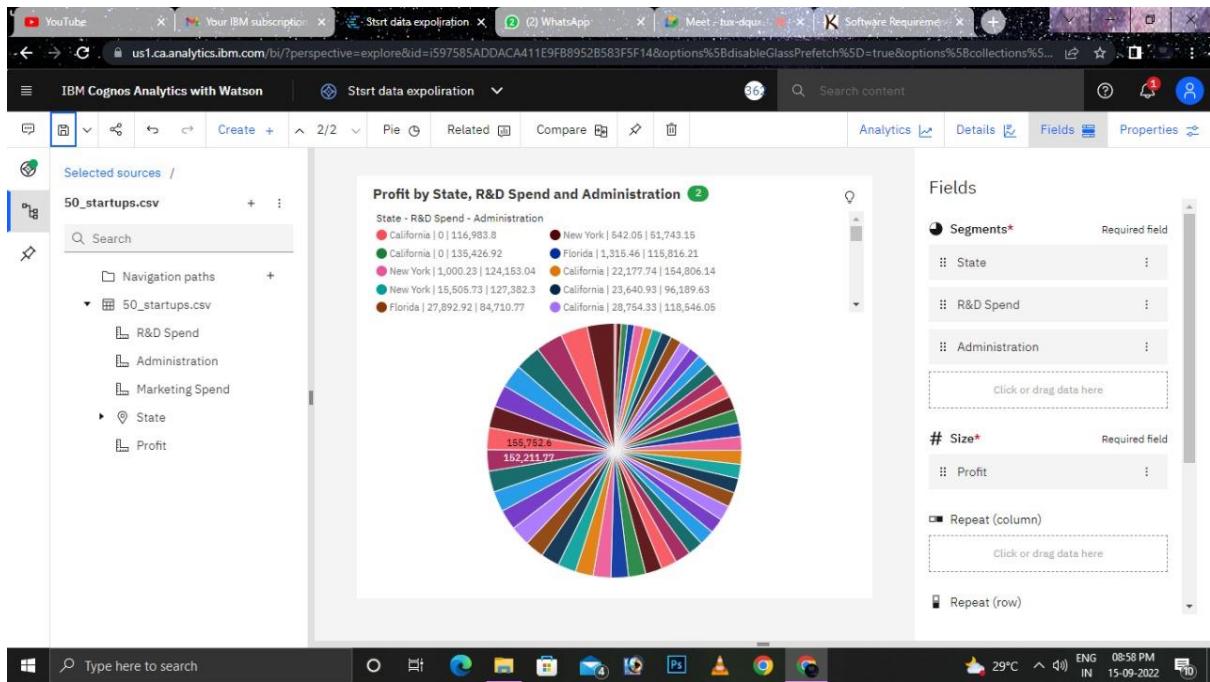 YouTube
Your IBM subscription
Stsrt data expoliration
(2) WhatsApp
Meet - tux-dqux
Software Requireme
us1.ca.analytics.ibm.com/bi/?perspective=explore&id=i597585ADDACA411E9FB8952B583F5F14&options%5BdisableGlassPrefetch%5D=true&options%5Bcollections%5...
IBM Cognos Analytics with Watson
Stsrt data expoliration
362
Search content
1
Create +
2/2
Pie
Related
Compare
Analytics
Details
Fields
Properties
Selected sources /
50_startups.csv
Search
Navigation paths
50_startups.csv
R&D Spend
Administration
Marketing Spend
State
Profit
Profit by State, R&D Spend and Administration 2
State - R&D Spend - Administration
California | 0 | 116,983.8
New York | 542.05 | 51,743.15
California | 0 | 135,426.92
Florida | 1,315.46 | 115,816.21
New York | 1,000.23 | 124,153.04
California | 22,177.74 | 154,806.14
New York | 15,505.73 | 127,382.3
California | 23,640.93 | 96,189.63
Florida | 27,892.92 | 84,710.77
California | 28,754.33 | 118,546.05
155,752.6
152,211.77
Fields
Segments* Required field
State
R&D Spend
Administration
Click or drag data here
# Size* Required field
Profit
Repeat (column)
Click or drag data here
Repeat (row)
Type here to search
4
Ps
29°C
ENG
IN
08:58 PM
15-09-2022
10